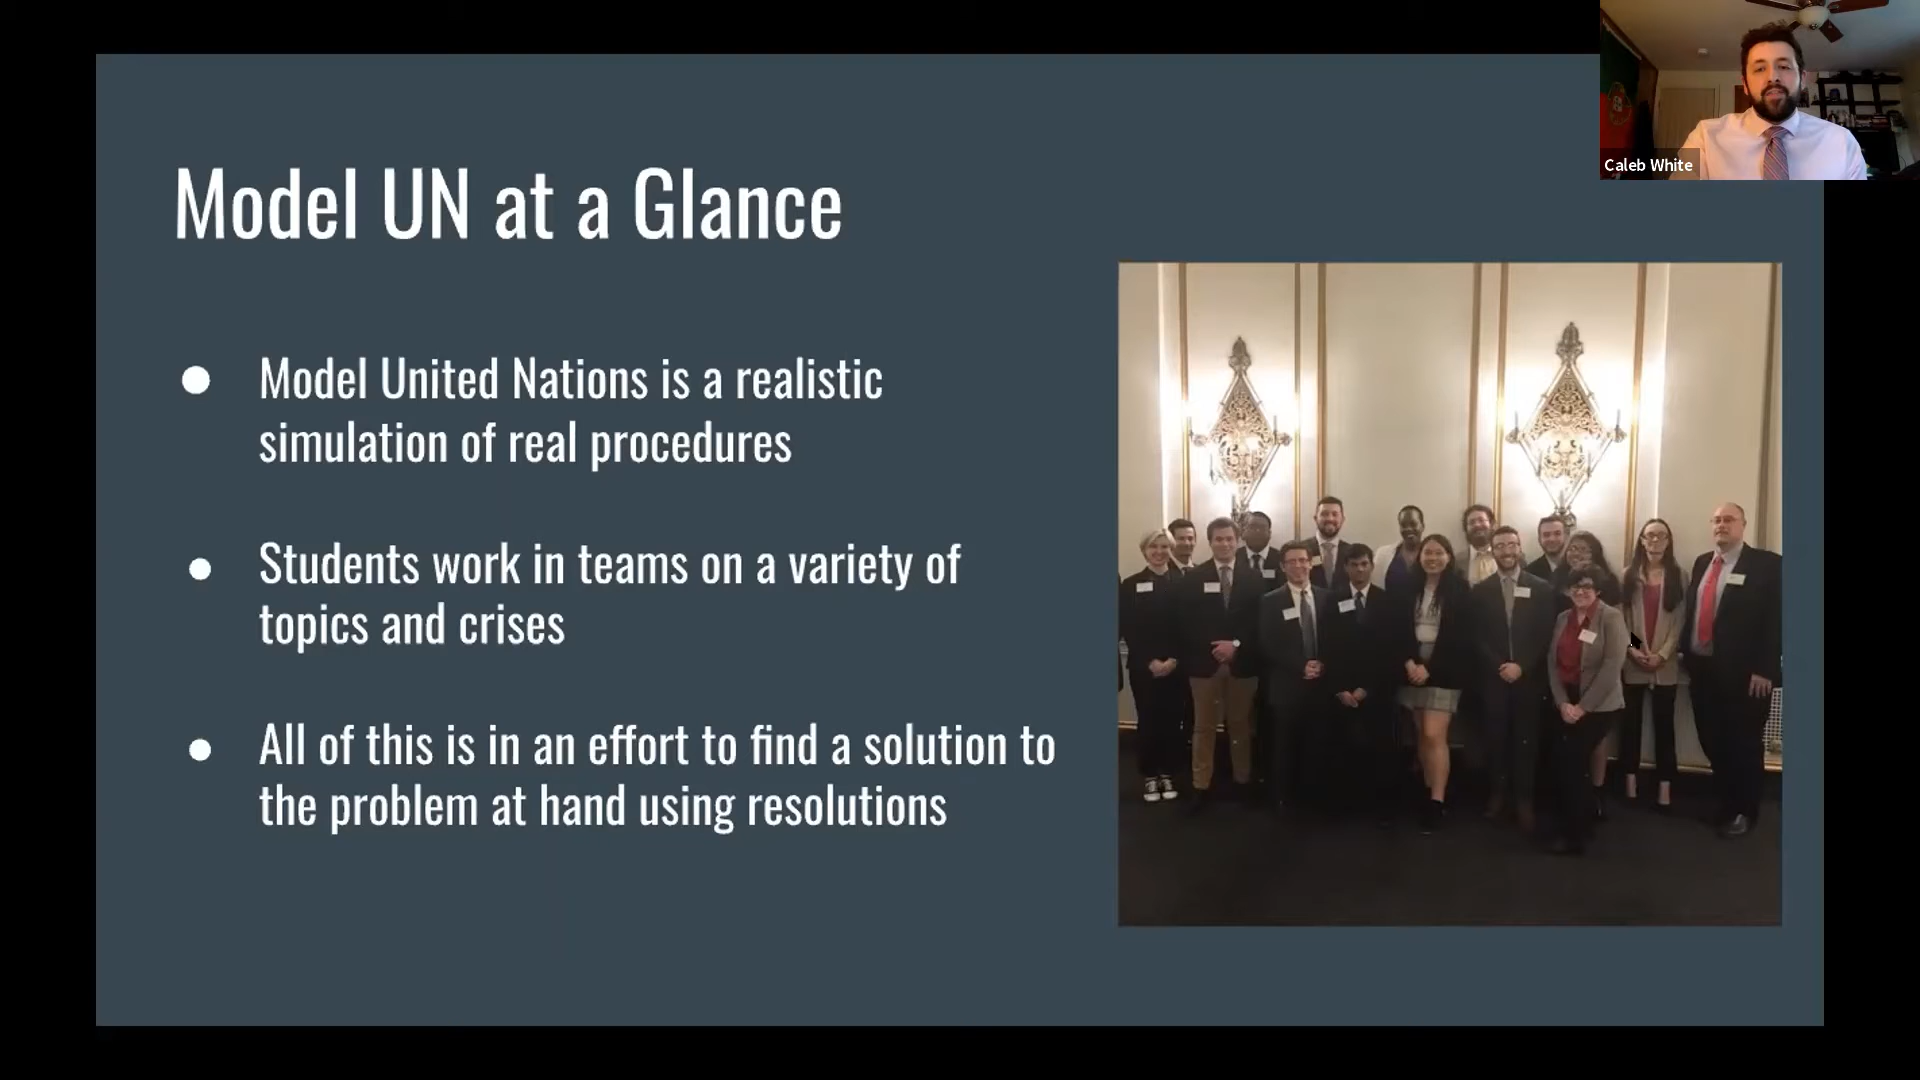 Caleb White
Model UN at a Glance
● Model United Nations is a realistic
simulation of real procedures
● Students work in teams on a variety of
topics and crises
● All of this is in an effort to find a solution to
the problem at hand using resolutions